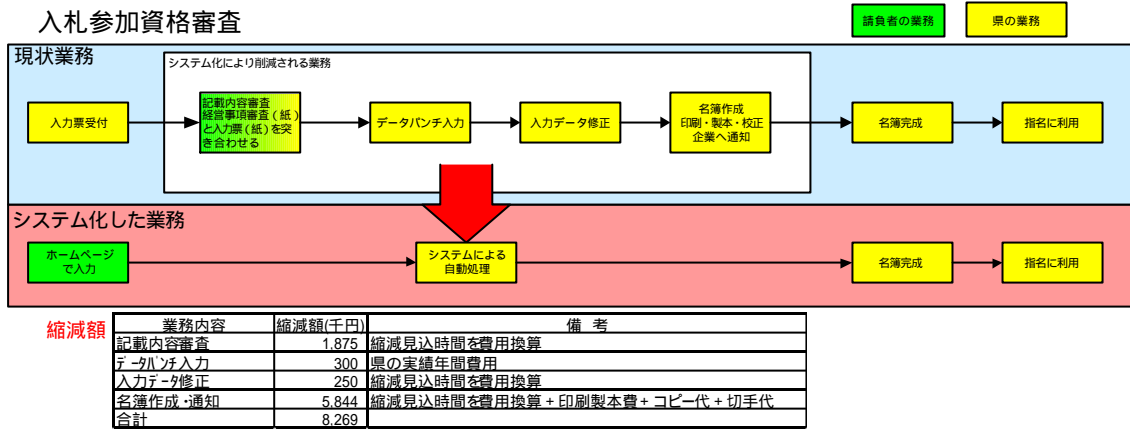 入札参加資格審査
請負者の業務
県の業務
現状業務
システム化により削減される業務
入力票受付
記載内容審査
経営事項審査(紙)
と入力票(紙)を突
き合わせる
データパンチ入力
入力データ修正
名簿作成
印刷・製本・校正
企業へ通知
名簿完成
指名に利用
システム化した業務
ホームページ
で入力
システムによる
自動処理
名簿完成
指名に利用
縮減額
業務内容 縮減額(千円) 備 考
記載内容審査 1,875 縮減見込時間を費用換算
データパンチ入力 300 県の実績年間費用
入力データ修正 250 縮減見込時間を費用換算
名簿作成・通知 5,844 縮減見込時間を費用換算+印刷製本費+コピー代+切手代
合計 8,269